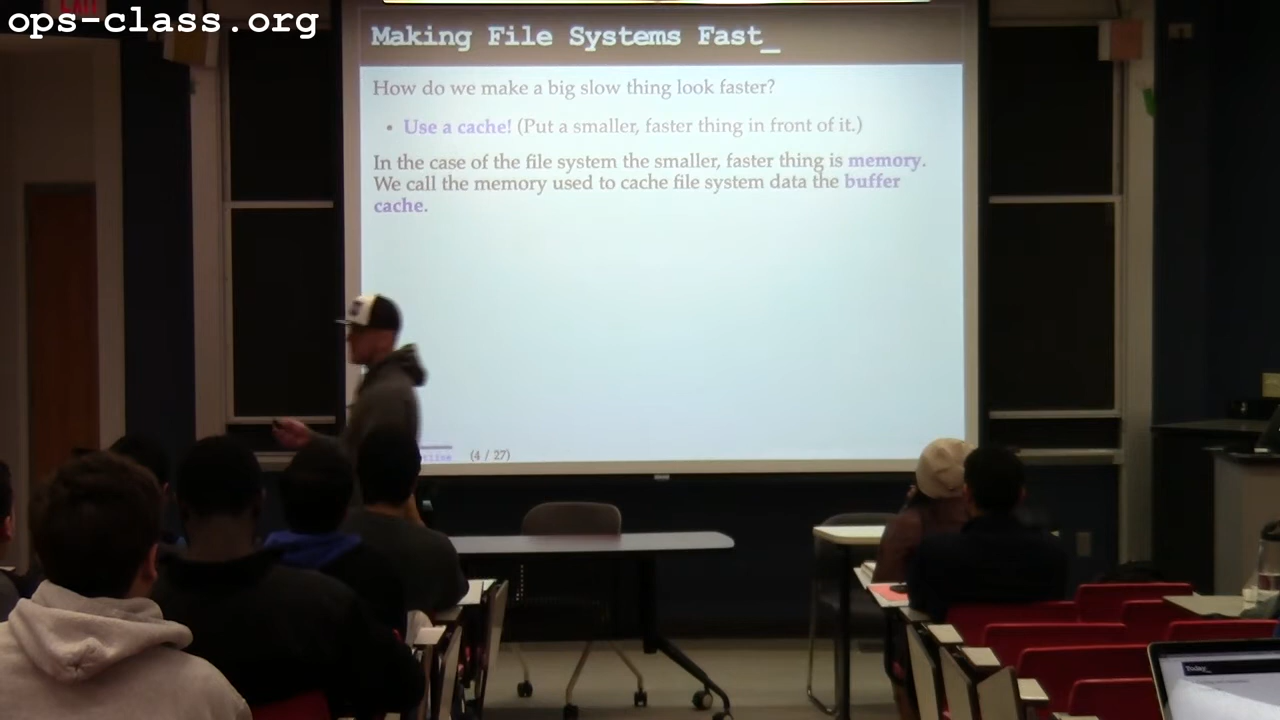 EXIT
ops-class.org
Making File Systems Fast_
How do we make a big slow thing look faster?
• Use a cache! (Put a smaller, faster thing in front of it.)
In the case of the file system the smaller, faster thing is memory.
We call the memory used to cache file system data the buffer
cache.
(4 / 27)
Today_